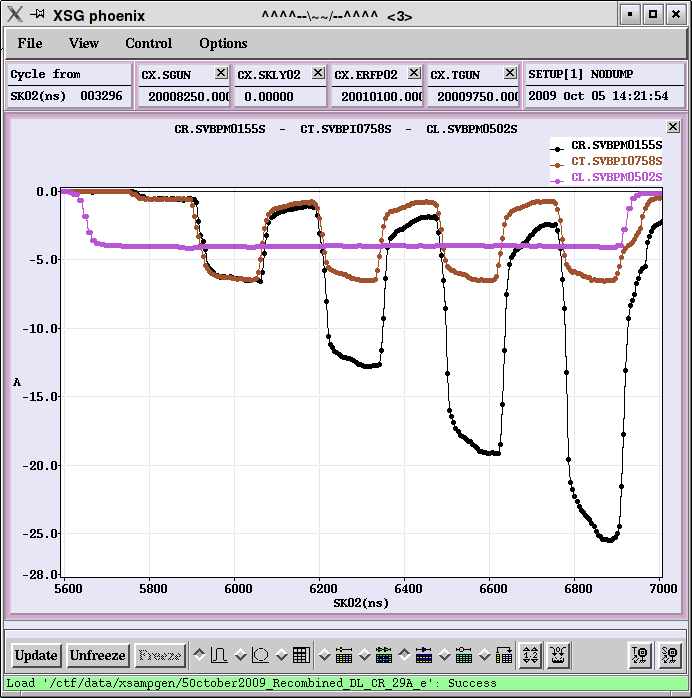 XSG phoenix ^^^^--\~~/--^^^^ <3>
File View Control Options
Cycle from
SK02(ns) 003296
CX.SGUN
20008250.00
CX.SKLY02
0.00000
CX.ERFP02
20010100.00
CX.TGUN
20009750.00
SETUP[1] NODUMP
2009 Oct 05 14:21:54
CR.SVBPM0155S - CT.SVBPI0758S - CL.SVBPM0502S
CR.SVBPM0155S
CT.SVBPI0758S
CL.SVBPM0502S
0.0
-5.0
-10.0
A
-15.0
-20.0
-25.0
-28.0
5600 5800 6000 6200 6400 6600 6800 7000
SK02(ns)
Update Unfreeze Freeze
Load '/ctf/data/xsampgen/5October2009_Recombined_DL_CR_29A_e': Success